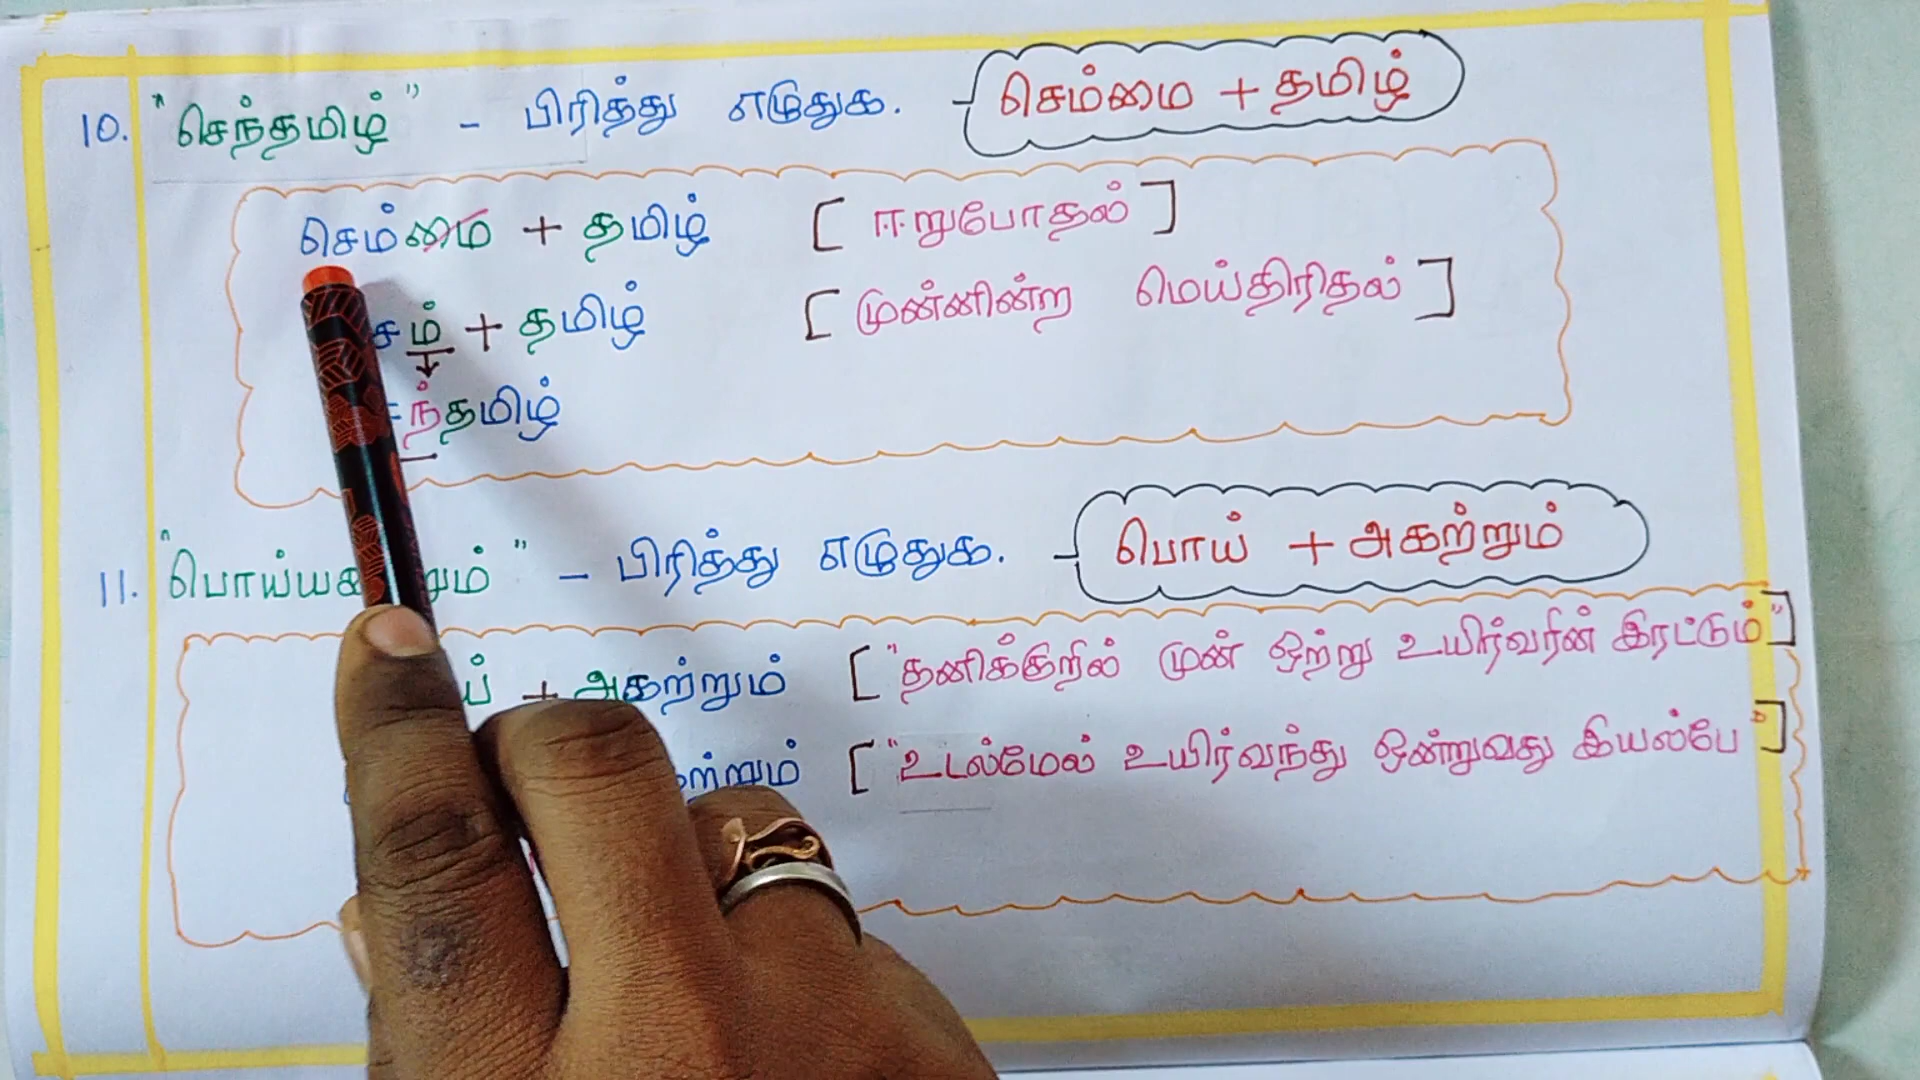 10. "செந்தமிழ்" - பிரித்து எழுதுக. - செம்மை + தமிழ்
செம்மை + தமிழ் [ ஈறுபோதல் ]
ம் + தமிழ் [ முன்னின்ற மெய்திரிதல் ]
ந்தமிழ்
11. " - பிரித்து எழுதுக. - பொய் + அகற்றும்
+ அகற்றும் [ "தனிக்குறில் முன் ஒற்று உயிர்வரின் இரட்டும்" ]
[ "உடல்மேல் உயிர்வந்து ஒன்றுவது இயல்பே" ]